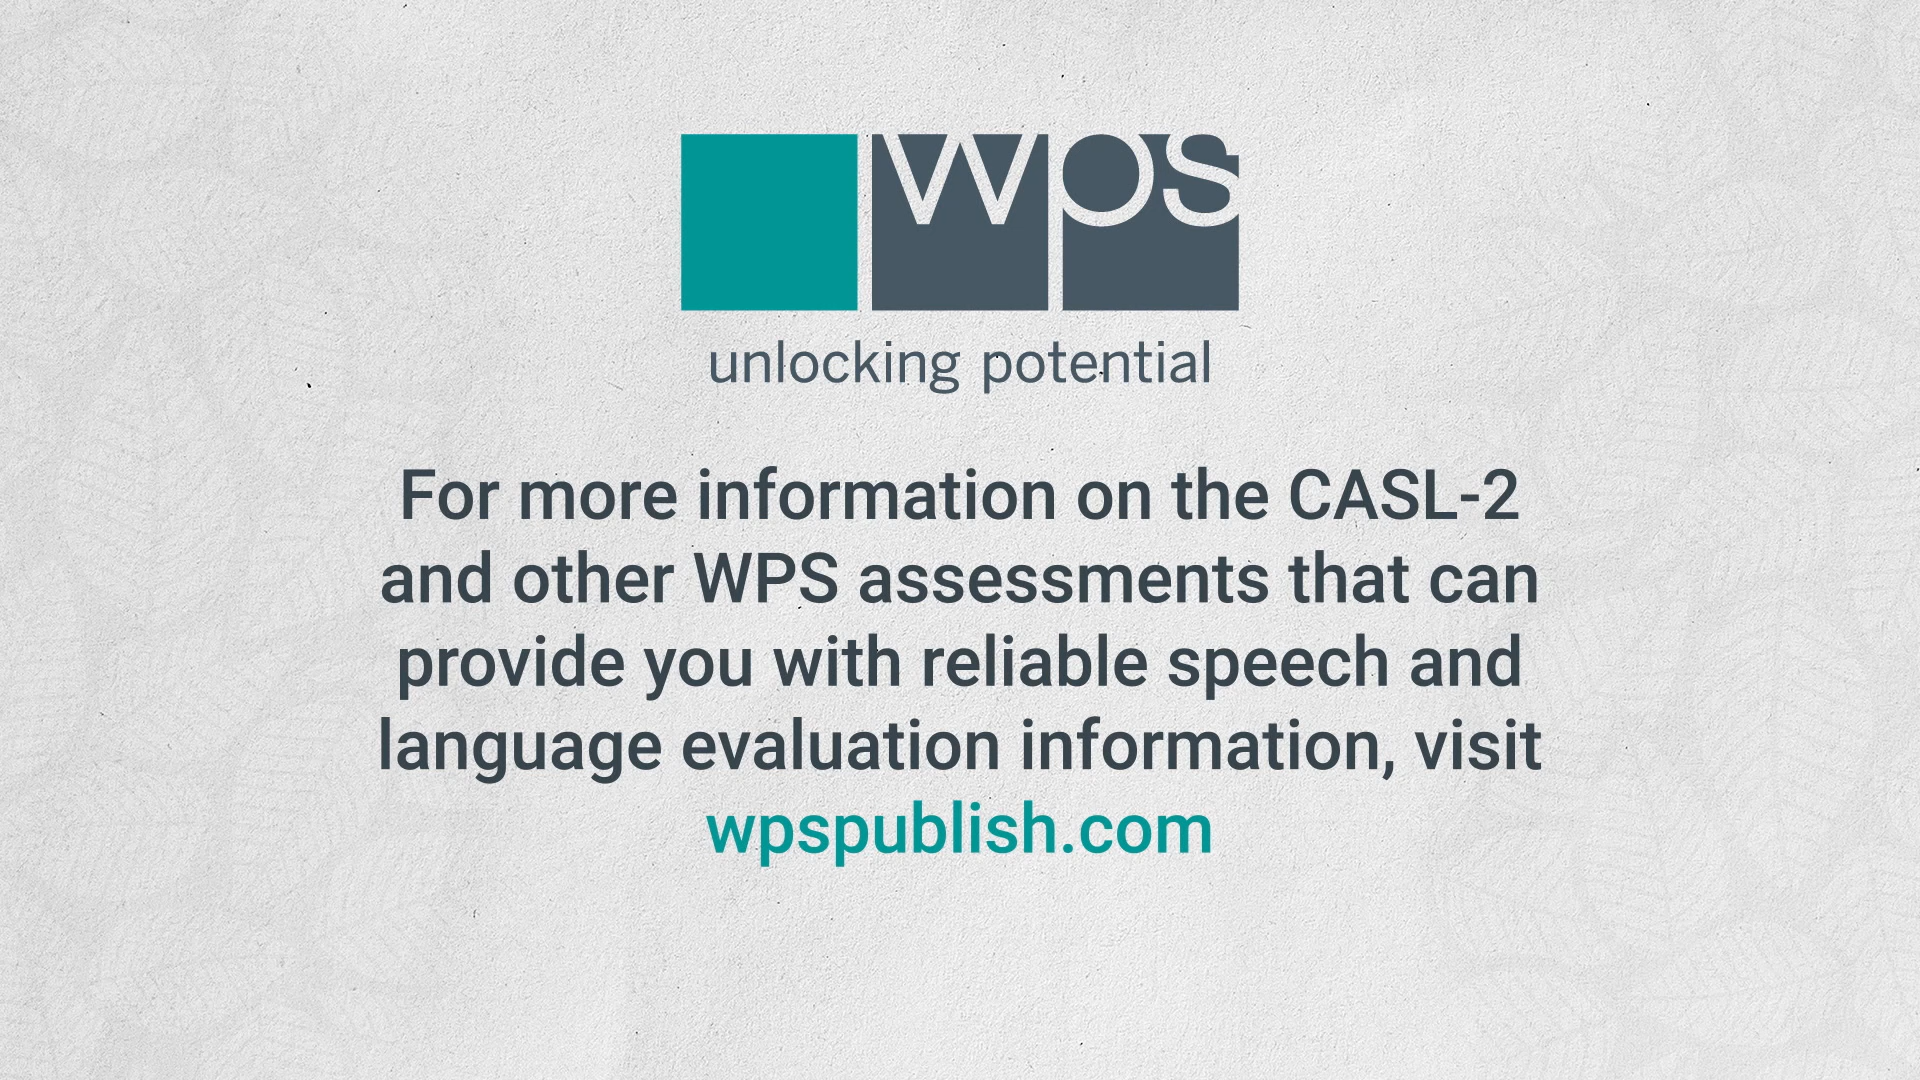 wps
unlocking potential
For more information on the CASL-2
and other WPS assessments that can
provide you with reliable speech and
language evaluation information, visit
wpspublish.com